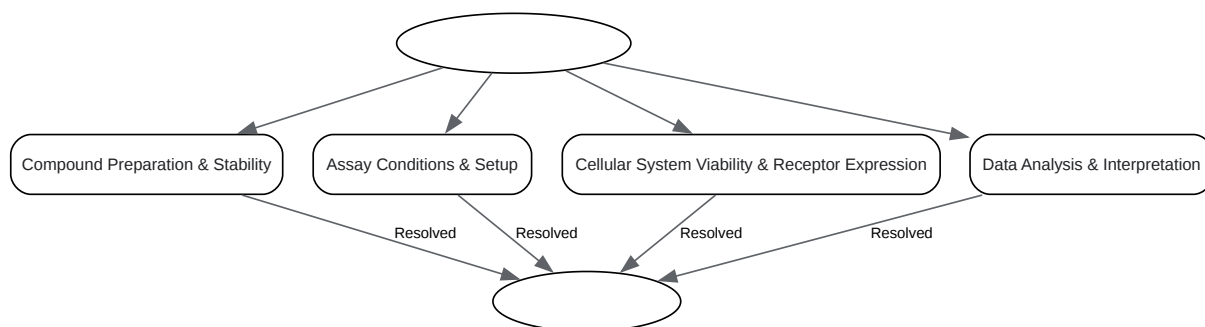 Compound Preparation & Stability
Assay Conditions & Setup
Cellular System Viability & Receptor Expression
Data Analysis & Interpretation
Resolved
Resolved
Resolved
Resolved